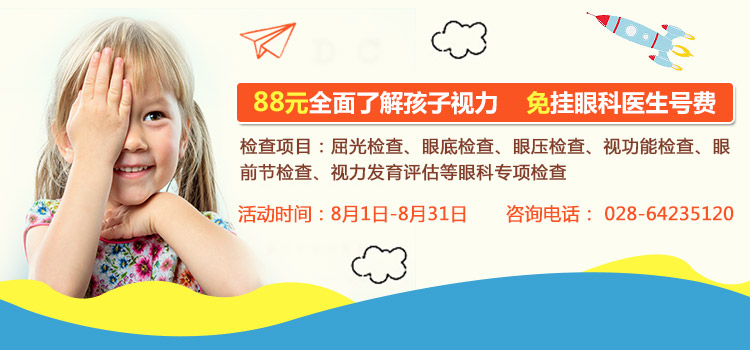 88元全面了解孩子视力 免挂眼科医生号费
检查项目：屈光检查、眼底检查、眼压检查、视功能检查、眼
前节检查、视力发育评估等眼科专项检查
活动时间：8月1日-8月31日 咨询电话： 028-64235120